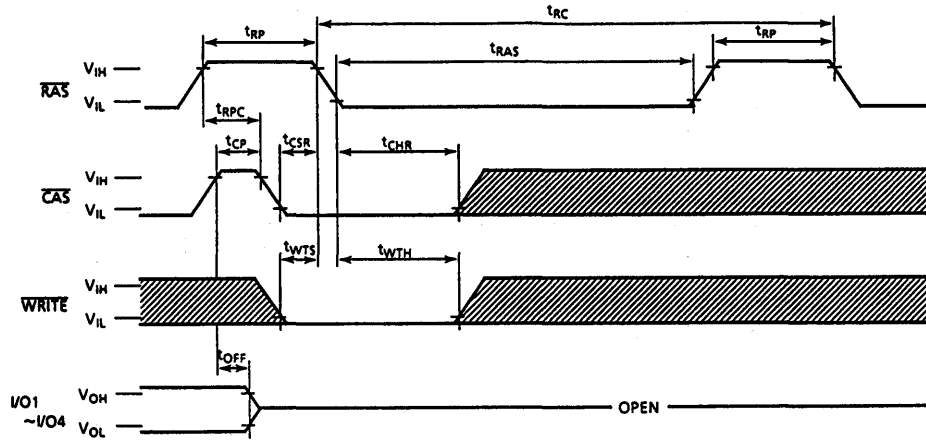 tRC
tRP
tRAS
tRP
RAS
VIH
VIL
tRPC
tCP
tCSR
tCHR
CAS
VIH
VIL
tWTS
tWTH
WRITE
VIH
VIL
tOFF
I/O1
~I/O4
VOH
VOL
OPEN